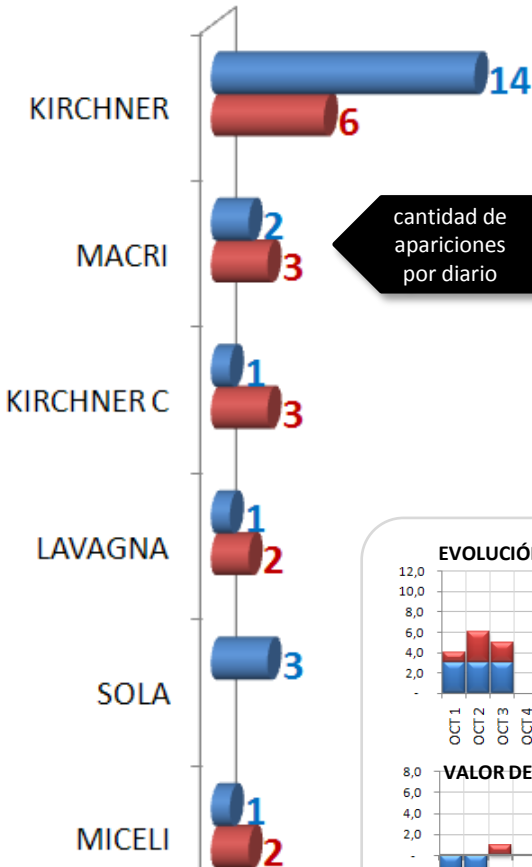 14
KIRCHNER
6
cantidad de
apariciones
por diario
2
MACRI
3
1
KIRCHNER C
3
1
LAVAGNA
2
3
SOLA
1
MICELI
2
EVOLUCIÓ
12,0
10,0
8,0
6,0
4,0
2,0
-
OCT 1
OCT 2
OCT 3
OCT 4
VALOR DE
8,0
6,0
4,0
2,0
-